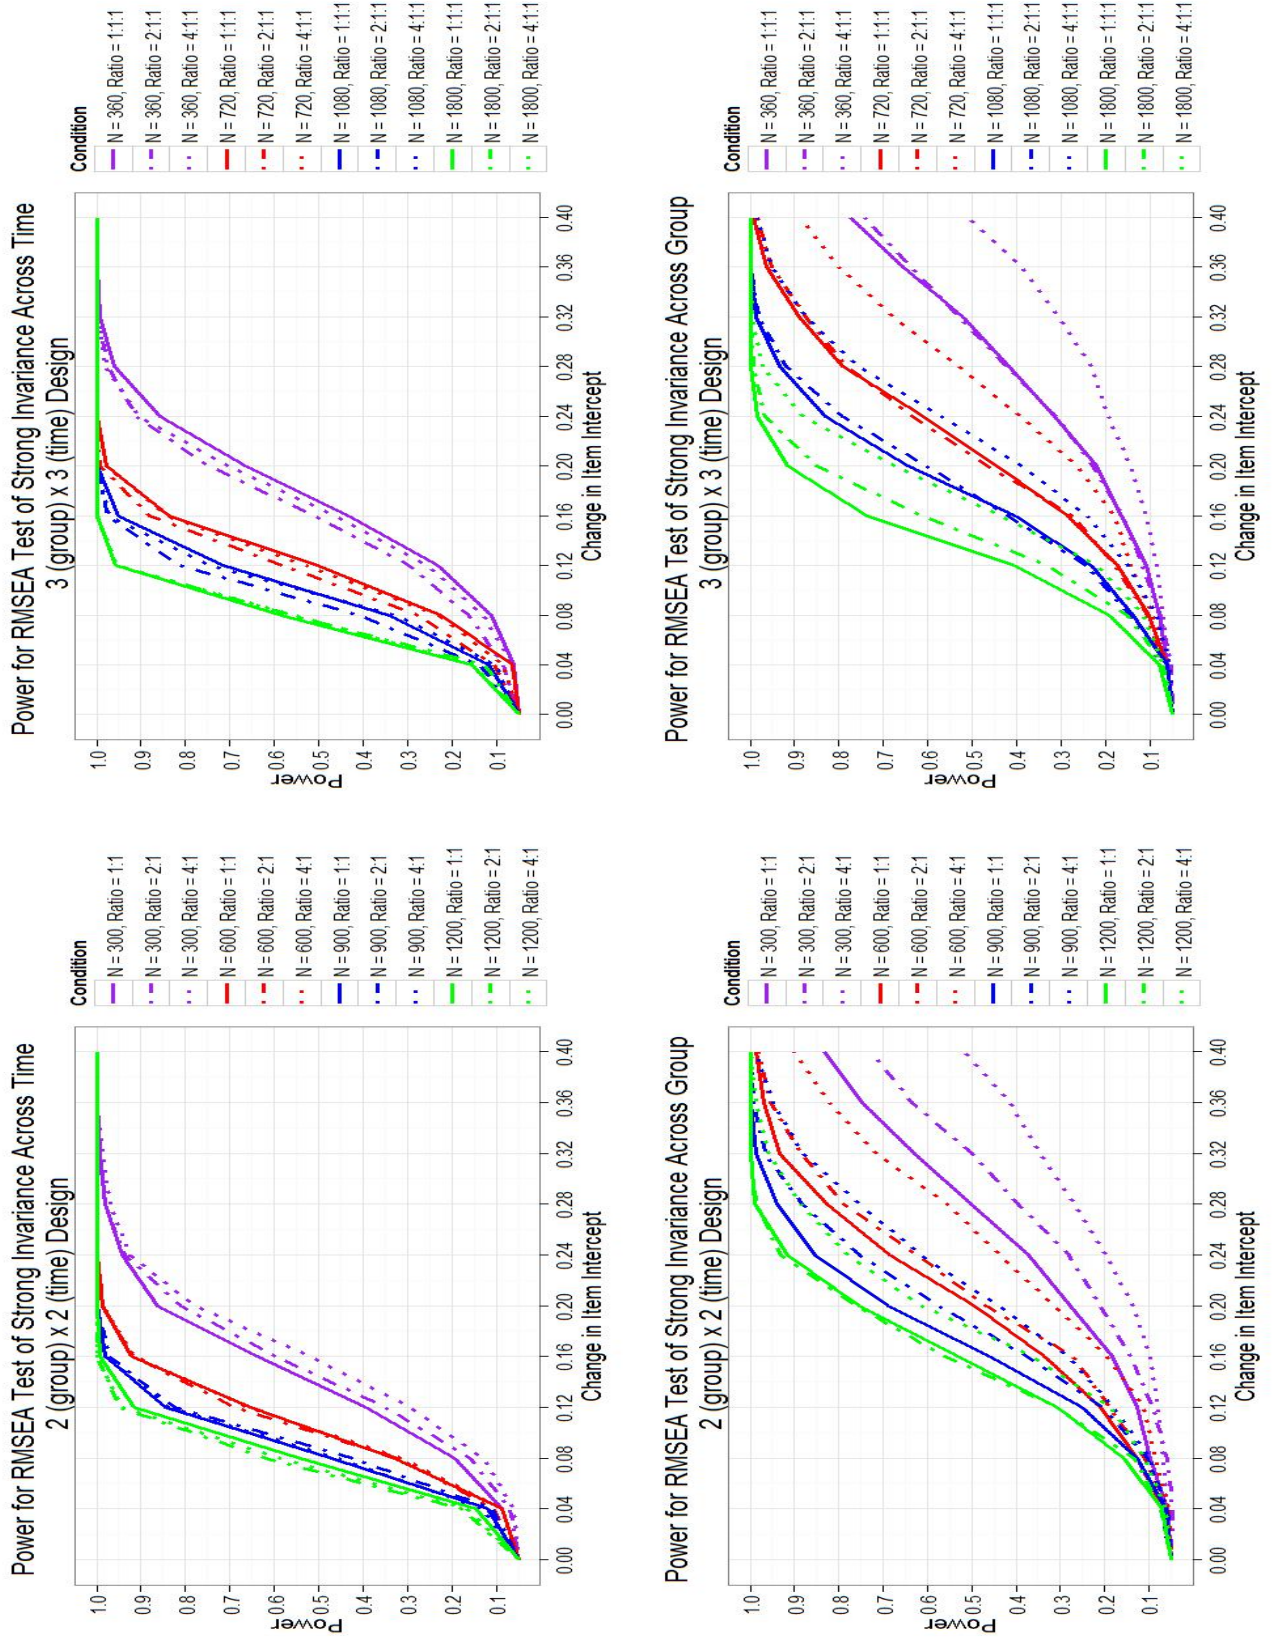 Power for RMSEA Test of Strong Invariance Across Time
2 (group) x 2 (time) Design
Power
1.0
0.9
0.8
0.7
0.6
0.5
0.4
0.3
0.2
0.1
0.00 0.04 0.08 0.12 0.16 0.20 0.24 0.28 0.32 0.36 0.40
Change in Item Intercept
Condition
N = 300, Ratio = 1:1
N = 300, Ratio = 2:1
N = 300, Ratio = 4:1
N = 600, Ratio = 1:1
N = 600, Ratio = 2:1
N = 600, Ratio = 4:1
N = 900, Ratio = 1:1
N = 900, Ratio = 2:1
N = 900, Ratio = 4:1
N = 1200, Ratio = 1:1
N = 1200, Ratio = 2:1
N = 1200, Ratio = 4:1
Power for RMSEA Test of Strong Invariance Across Time
3 (group) x 3 (time) Design
Power
1.0
0.9
0.8
0.7
0.6
0.5
0.4
0.3
0.2
0.1
0.00 0.04 0.08 0.12 0.16 0.20 0.24 0.28 0.32 0.36 0.40
Change in Item Intercept
Condition
N = 360, Ratio = 1:1:1
N = 360, Ratio = 2:1:1
N = 360, Ratio = 4:1:1
N = 720, Ratio = 1:1:1
N = 720, Ratio = 2:1:1
N = 720, Ratio = 4:1:1
N = 1080, Ratio = 1:1:1
N = 1080, Ratio = 2:1:1
N = 1080, Ratio = 4:1:1
N = 1800, Ratio = 1:1:1
N = 1800, Ratio = 2:1:1
N = 1800, Ratio = 4:1:1
Power for RMSEA Test of Strong Invariance Across Group
2 (group) x 2 (time) Design
Power
1.0
0.9
0.8
0.7
0.6
0.5
0.4
0.3
0.2
0.1
0.00 0.04 0.08 0.12 0.16 0.20 0.24 0.28 0.32 0.36 0.40
Change in Item Intercept
Condition
N = 300, Ratio = 1:1
N = 300, Ratio = 2:1
N = 300, Ratio = 4:1
N = 600, Ratio = 1:1
N = 600, Ratio = 2:1
N = 600, Ratio = 4:1
N = 900, Ratio = 1:1
N = 900, Ratio = 2:1
N = 900, Ratio = 4:1
N = 1200, Ratio = 1:1
N = 1200, Ratio = 2:1
N = 1200, Ratio = 4:1
Power for RMSEA Test of Strong Invariance Across Group
3 (group) x 3 (time) Design
Power
1.0
0.9
0.8
0.7
0.6
0.5
0.4
0.3
0.2
0.1
0.00 0.04 0.08 0.12 0.16 0.20 0.24 0.28 0.32 0.36 0.40
Change in Item Intercept
Condition
N = 360, Ratio = 1:1:1
N = 360, Ratio = 2:1:1
N = 360, Ratio = 4:1:1
N = 720, Ratio = 1:1:1
N = 720, Ratio = 2:1:1
N = 720, Ratio = 4:1:1
N = 1080, Ratio = 1:1:1
N = 1080, Ratio = 2:1:1
N = 1080, Ratio = 4:1:1
N = 1800, Ratio = 1:1:1
N = 1800, Ratio = 2:1:1
N = 1800, Ratio = 4:1:1